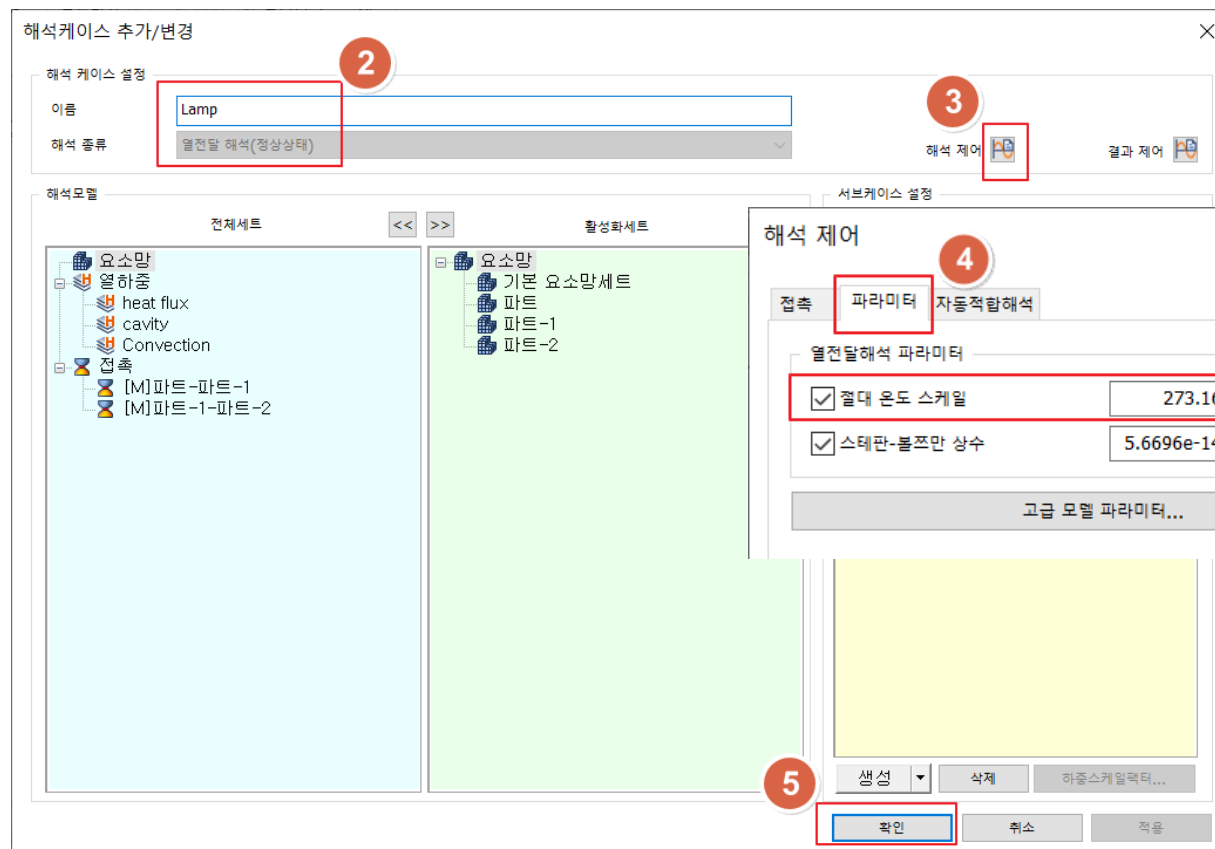 해석케이스 추가/변경
2
해석 케이스 설정
이름
Lamp
3
해석 종류
열전달 해석(정상상태)
해석 제어
결과 제어
해석모델
서브케이스 설정
전체세트
<<
>>
활성화세트
요소망
열하중
heat flux
cavity
Convection
접촉
[M]파트-파트-1
[M]파트-1-파트-2
요소망
기본 요소망세트
파트
파트-1
파트-2
해석 제어
4
접촉
파라미터
자동적합해석
열전달해석 파라미터
절대 온도 스케일
273.16
스테판-볼쯔만 상수
5.6696e-14
고급 모델 파라미터...
5
생성
삭제
하중스케일팩터...
확인
취소
적용